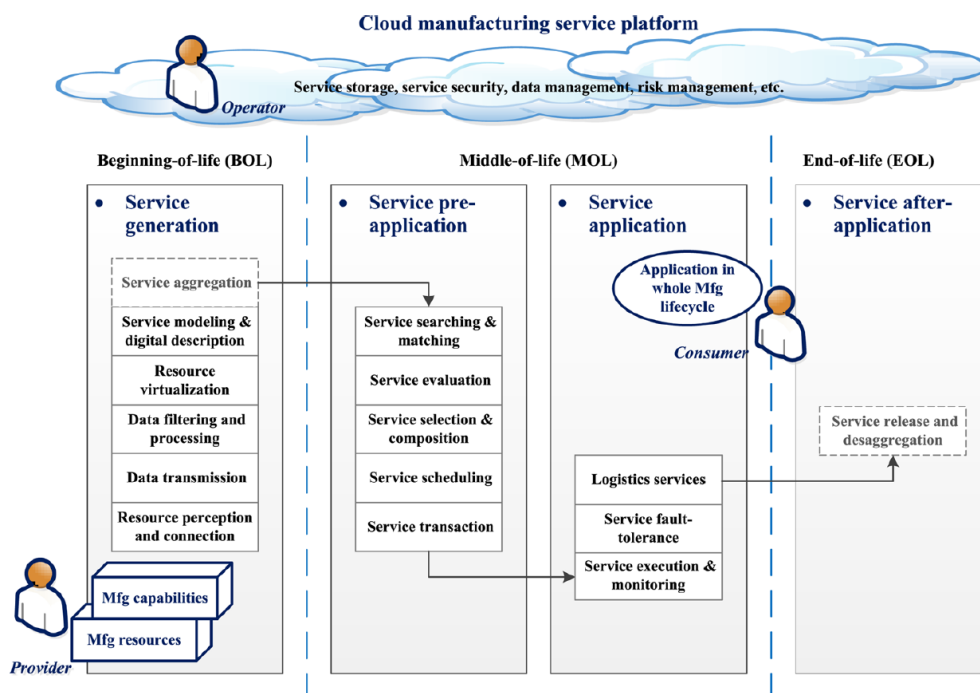 Cloud manufacturing service platform
Service storage, service security, data management, risk management, etc.
Operator
Beginning-of-life (BOL)
Middle-of-life (MOL)
End-of-life (EOL)
• Service
generation
Service aggregation
Service modeling &
digital description
Resource
virtualization
Data filtering and
processing
Data transmission
Resource perception
and connection
Mfg capabilities
Mfg resources
Provider
• Service pre-
application
Service searching &
matching
Service evaluation
Service selection &
composition
Service scheduling
Service transaction
• Service
application
Application in
whole Mfg
lifecycle
Consumer
Logistics services
Service fault-
tolerance
Service execution &
monitoring
• Service after-
application
Service release and
desaggregation